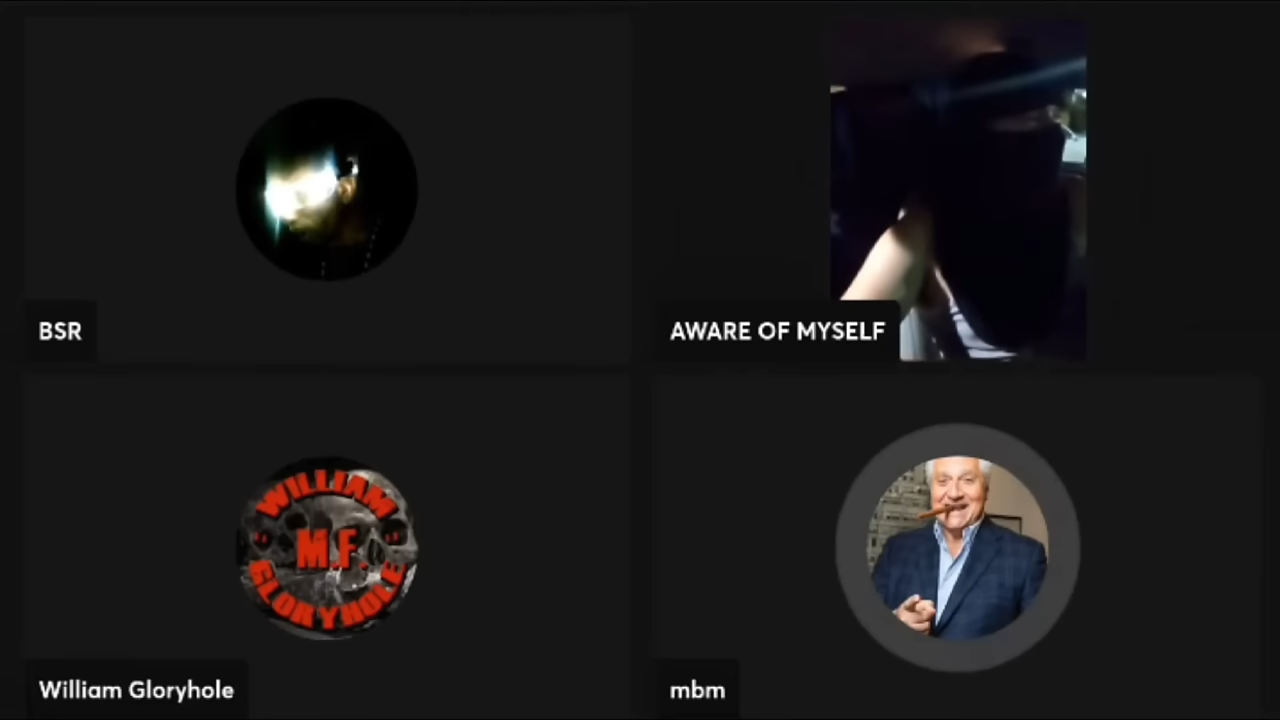 BSR
AWARE OF MYSELF
WILLIAM
M.F.
GLORYHOLE
William Gloryhole
mbm